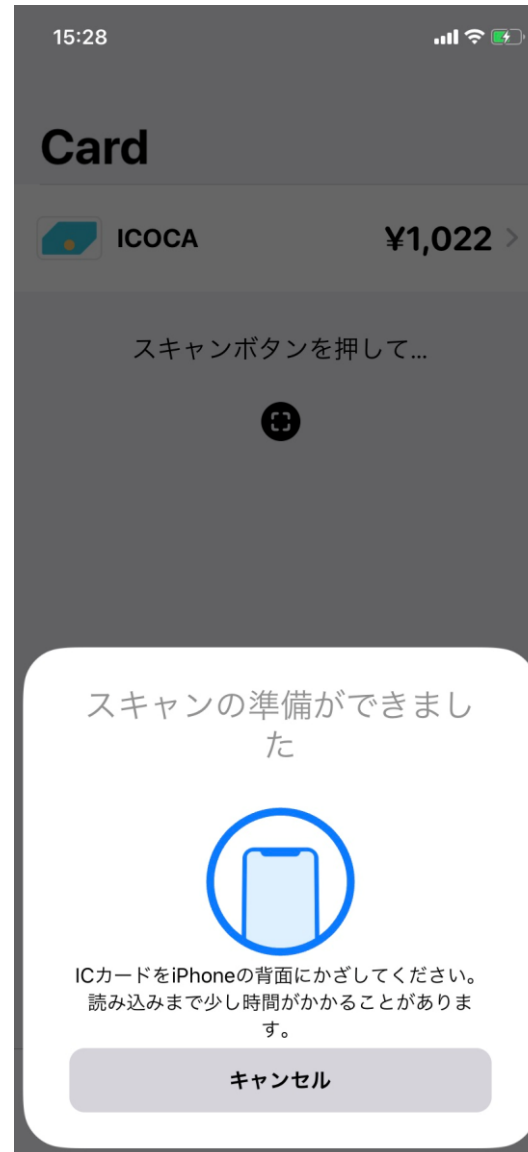 15:28
Card
ICOCA
¥1,022
スキャンボタンを押して...
スキャンの準備ができまし
た
ICカードをiPhoneの背面にかざしてください。
読み込みまで少し時間がかかることがありま
す。
キャンセル